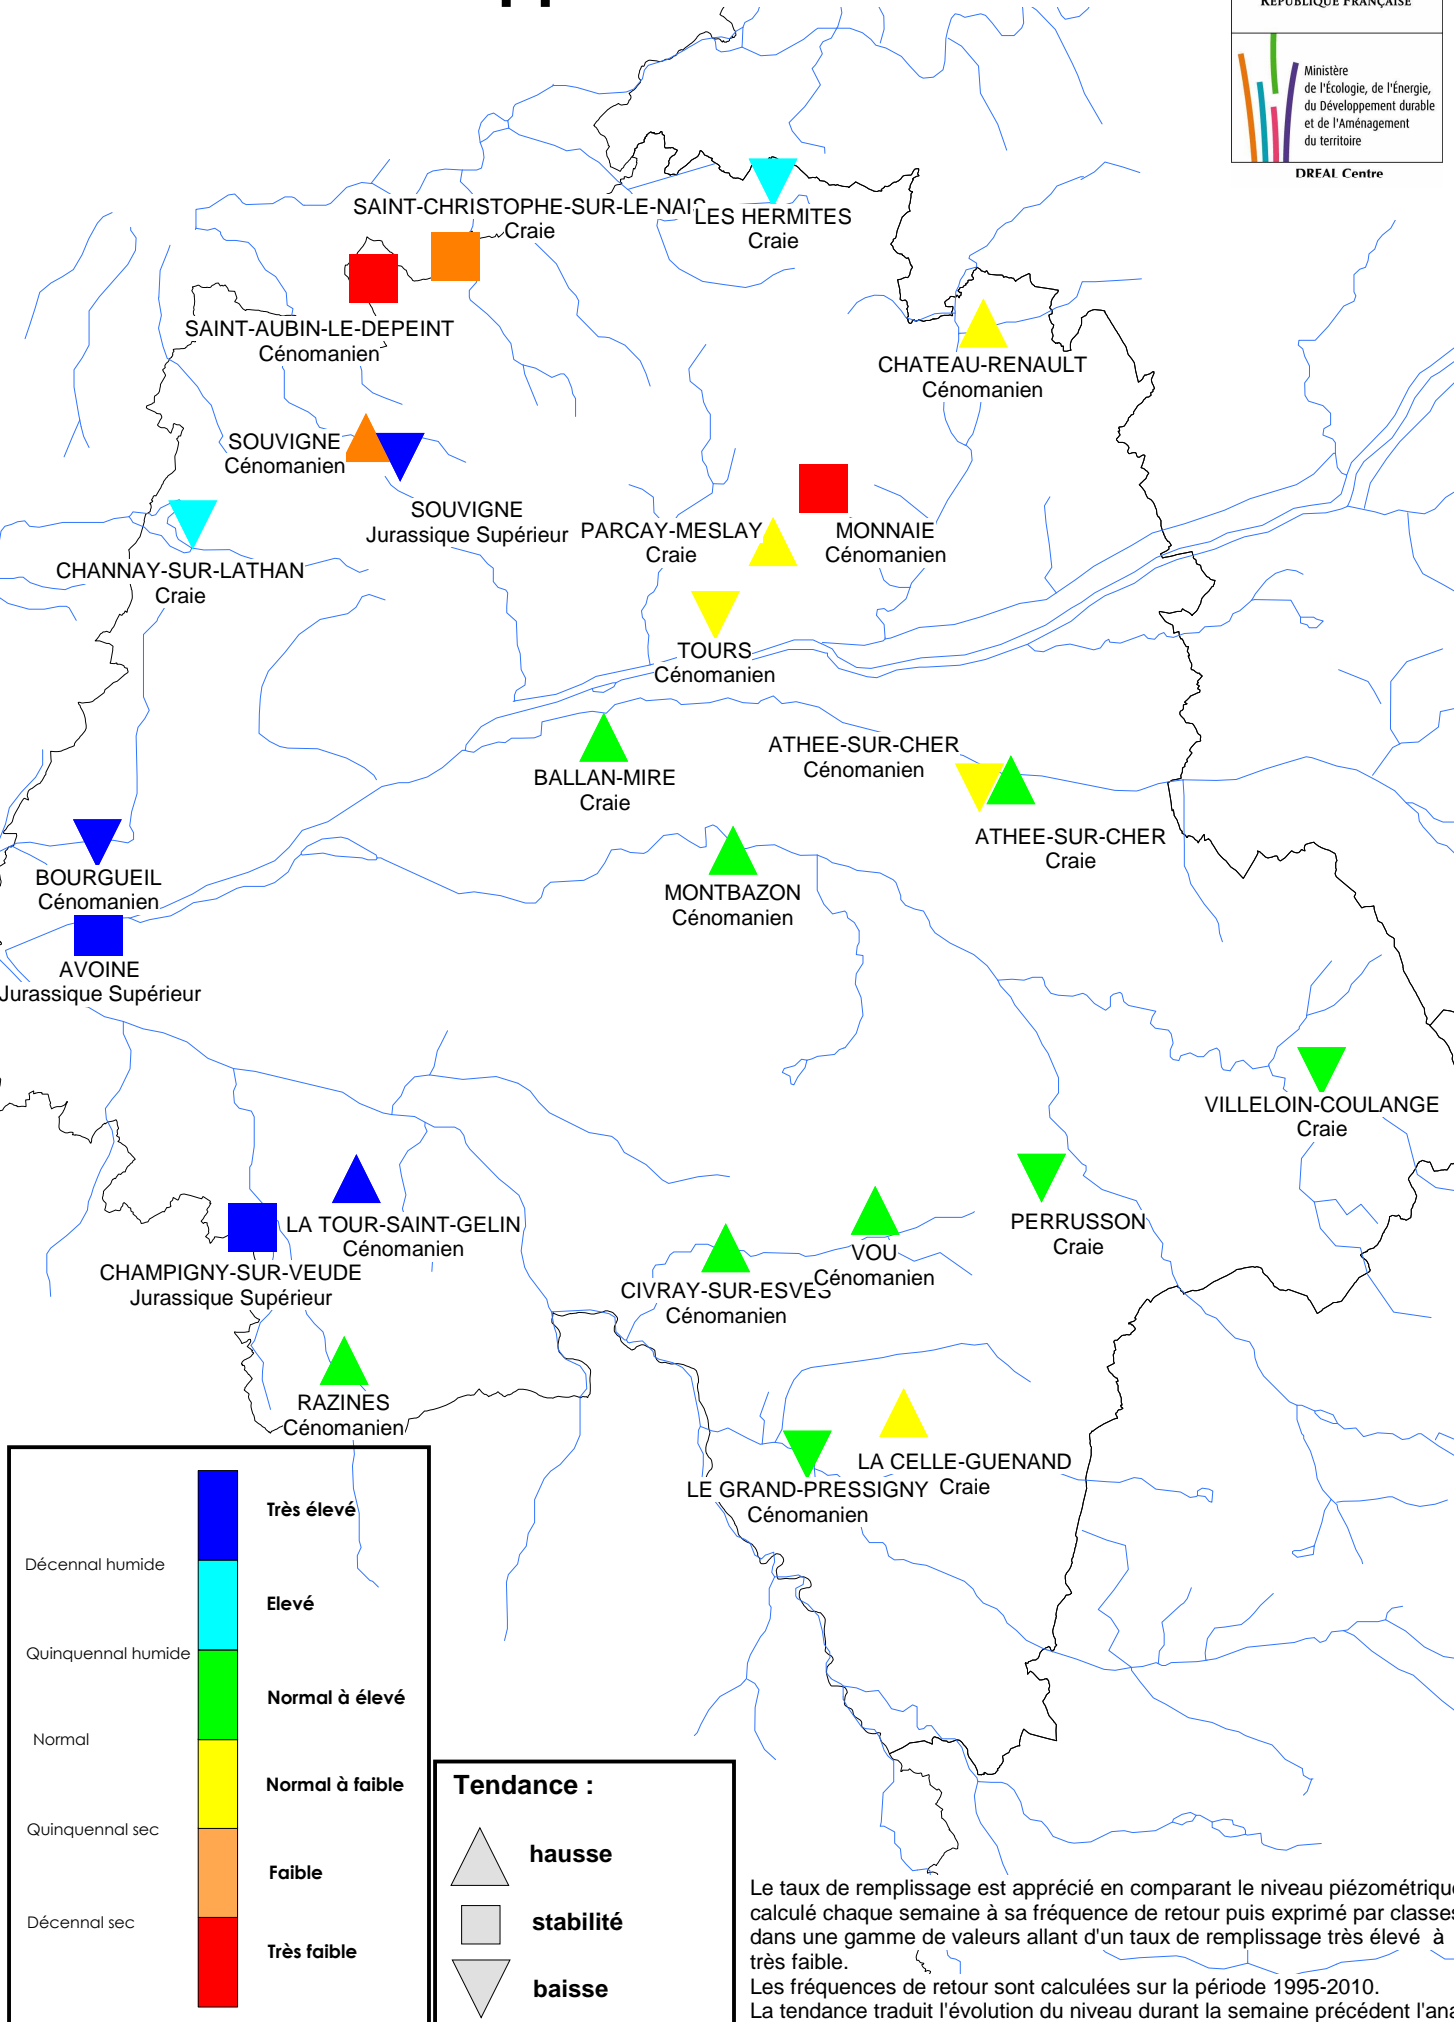 RÉPUBLIQUE FRANÇAISE
Ministère
de l'Écologie, de l'Énergie,
du Développement durable
et de l'Aménagement
du territoire
DREAL Centre
SAINT-CHRISTOPHE-SUR-LE-NAIS
Craie
LES HERMITES
Craie
SAINT-AUBIN-LE-DEPEINT
Cénomanien
CHATEAU-RENAULT
Cénomanien
SOUVIGNE
Cénomanien
SOUVIGNE
Jurassique Supérieur
PARCAY-MESLAY
Craie
MONNAIE
Cénomanien
CHANNAY-SUR-LATHAN
Craie
TOURS
Cénomanien
ATHEE-SUR-CHER
Cénomanien
BALLAN-MIRE
Craie
ATHEE-SUR-CHER
Craie
BOURGUEIL
Cénomanien
MONTBAZON
Cénomanien
AVOINE
Jurassique Supérieur
VILLELOIN-COULANGE
Craie
LA TOUR-SAINT-GELIN
Cénomanien
PERRUSSON
Craie
VOU
Cénomanien
CHAMPIGNY-SUR-VEUDE
Jurassique Supérieur
CIVRAY-SUR-ESVES
Cénomanien
RAZINES
Cénomanien
LA CELLE-GUENAND
Craie
LE GRAND-PRESSIGNY
Cénomanien
Très élevé
Décennal humide
Elevé
Quinquennal humide
Normal à élevé
Normal
Normal à faible
Quinquennal sec
Faible
Décennal sec
Très faible
Tendance :
hausse
stabilité
baisse
Le taux de remplissage est apprécié en comparant le niveau piézométrique
calculé chaque semaine à sa fréquence de retour puis exprimé par classes
dans une gamme de valeurs allant d'un taux de remplissage très élevé à
très faible.
Les fréquences de retour sont calculées sur la période 1995-2010.
La tendance traduit l'évolution du niveau durant la semaine précédent